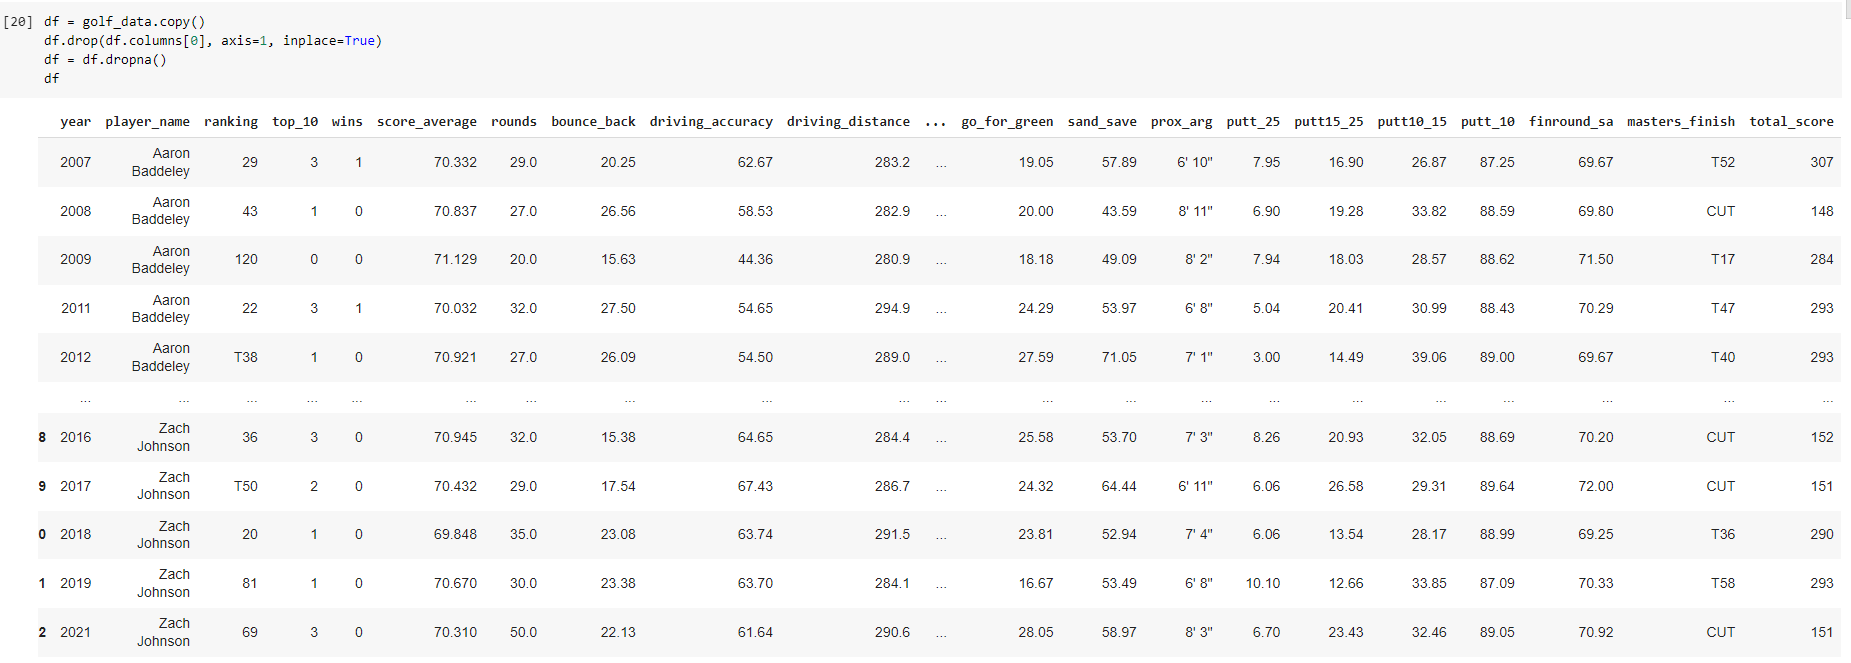 [20] df = golf_data.copy()
df.drop(df.columns[0], axis=1, inplace=True)
df = df.dropna()
df
year player_name ranking top_10 wins score_average rounds bounce_back driving_accuracy driving_distance ... go_for_green sand_save prox_arg putt_25 putt15_25 putt10_15 putt_10 finround_sa masters_finish total_score
2007 Aaron Baddeley 29 3 1 70.332 29.0 20.25 62.67 283.2 ... 19.05 57.89 6' 10" 7.95 16.90 26.87 87.25 69.67 T52 307
2008 Aaron Baddeley 43 1 0 70.837 27.0 26.56 58.53 282.9 ... 20.00 43.59 8' 11" 6.90 19.28 33.82 88.59 69.80 CUT 148
2009 Aaron Baddeley 120 0 0 71.129 20.0 15.63 44.36 280.9 ... 18.18 49.09 8' 2" 7.94 18.03 28.57 88.62 71.50 T17 284
2011 Aaron Baddeley 22 3 1 70.032 32.0 27.50 54.65 294.9 ... 24.29 53.97 6' 8" 5.04 20.41 30.99 88.43 70.29 T47 293
2012 Aaron Baddeley T38 1 0 70.921 27.0 26.09 54.50 289.0 ... 27.59 71.05 7' 1" 3.00 14.49 39.06 89.00 69.67 T40 293
... ... ... ... ... ... ... ... ... ... ... ... ... ... ... ... ... ... ... ... ...
8 2016 Zach Johnson 36 3 0 70.945 32.0 15.38 64.65 284.4 ... 25.58 53.70 7' 3" 8.26 20.93 32.05 88.69 70.20 CUT 152
9 2017 Zach Johnson T50 2 0 70.432 29.0 17.54 67.43 286.7 ... 24.32 64.44 6' 11" 6.06 26.58 29.31 89.64 72.00 CUT 151
0 2018 Zach Johnson 20 1 0 69.848 35.0 23.08 63.74 291.5 ... 23.81 52.94 7' 4" 6.06 13.54 28.17 88.99 69.25 T36 290
1 2019 Zach Johnson 81 1 0 70.670 30.0 23.38 63.70 284.1 ... 16.67 53.49 6' 8" 10.10 12.66 33.85 87.09 70.33 T58 293
2 2021 Zach Johnson 69 3 0 70.310 50.0 22.13 61.64 290.6 ... 28.05 58.97 8' 3" 6.70 23.43 32.46 89.05 70.92 CUT 151